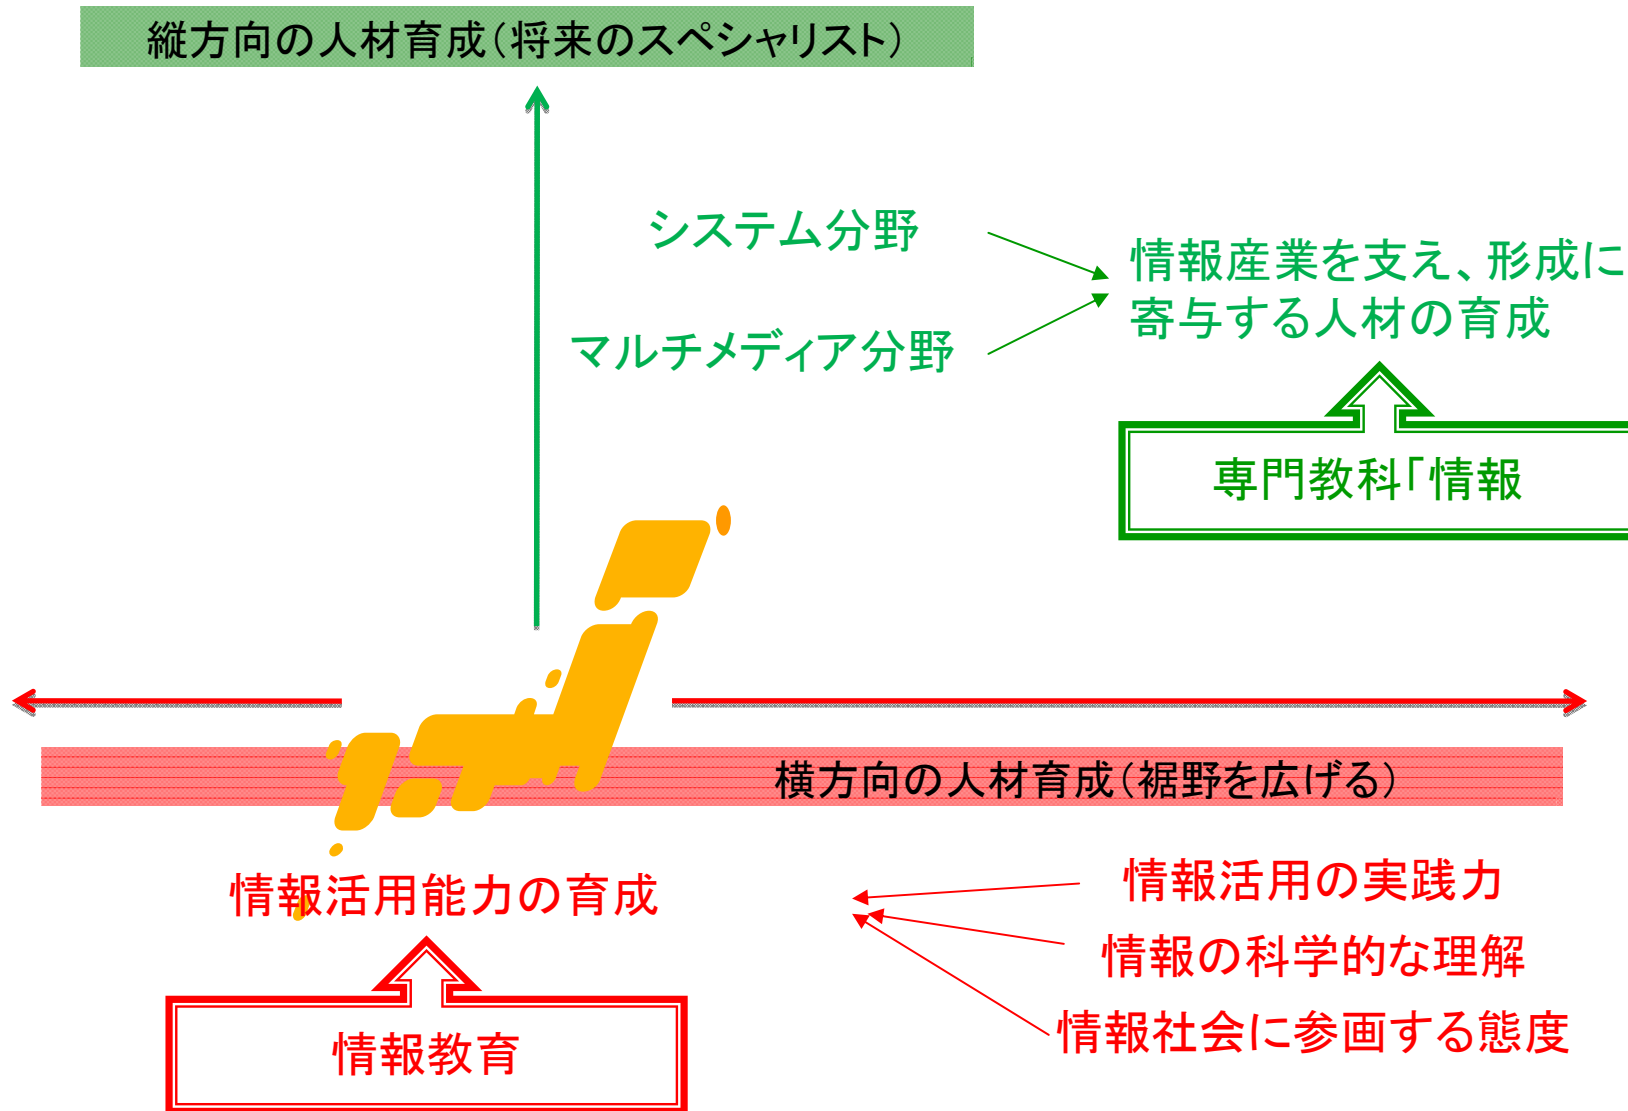 縦方向の人材育成（将来のスペシャリスト）
システム分野
マルチメディア分野
情報産業を支え、形成に
寄与する人材の育成
専門教科「情報
横方向の人材育成（裾野を広げる）
情報活用能力の育成
情報教育
情報活用の実践力
情報の科学的な理解
情報社会に参画する態度